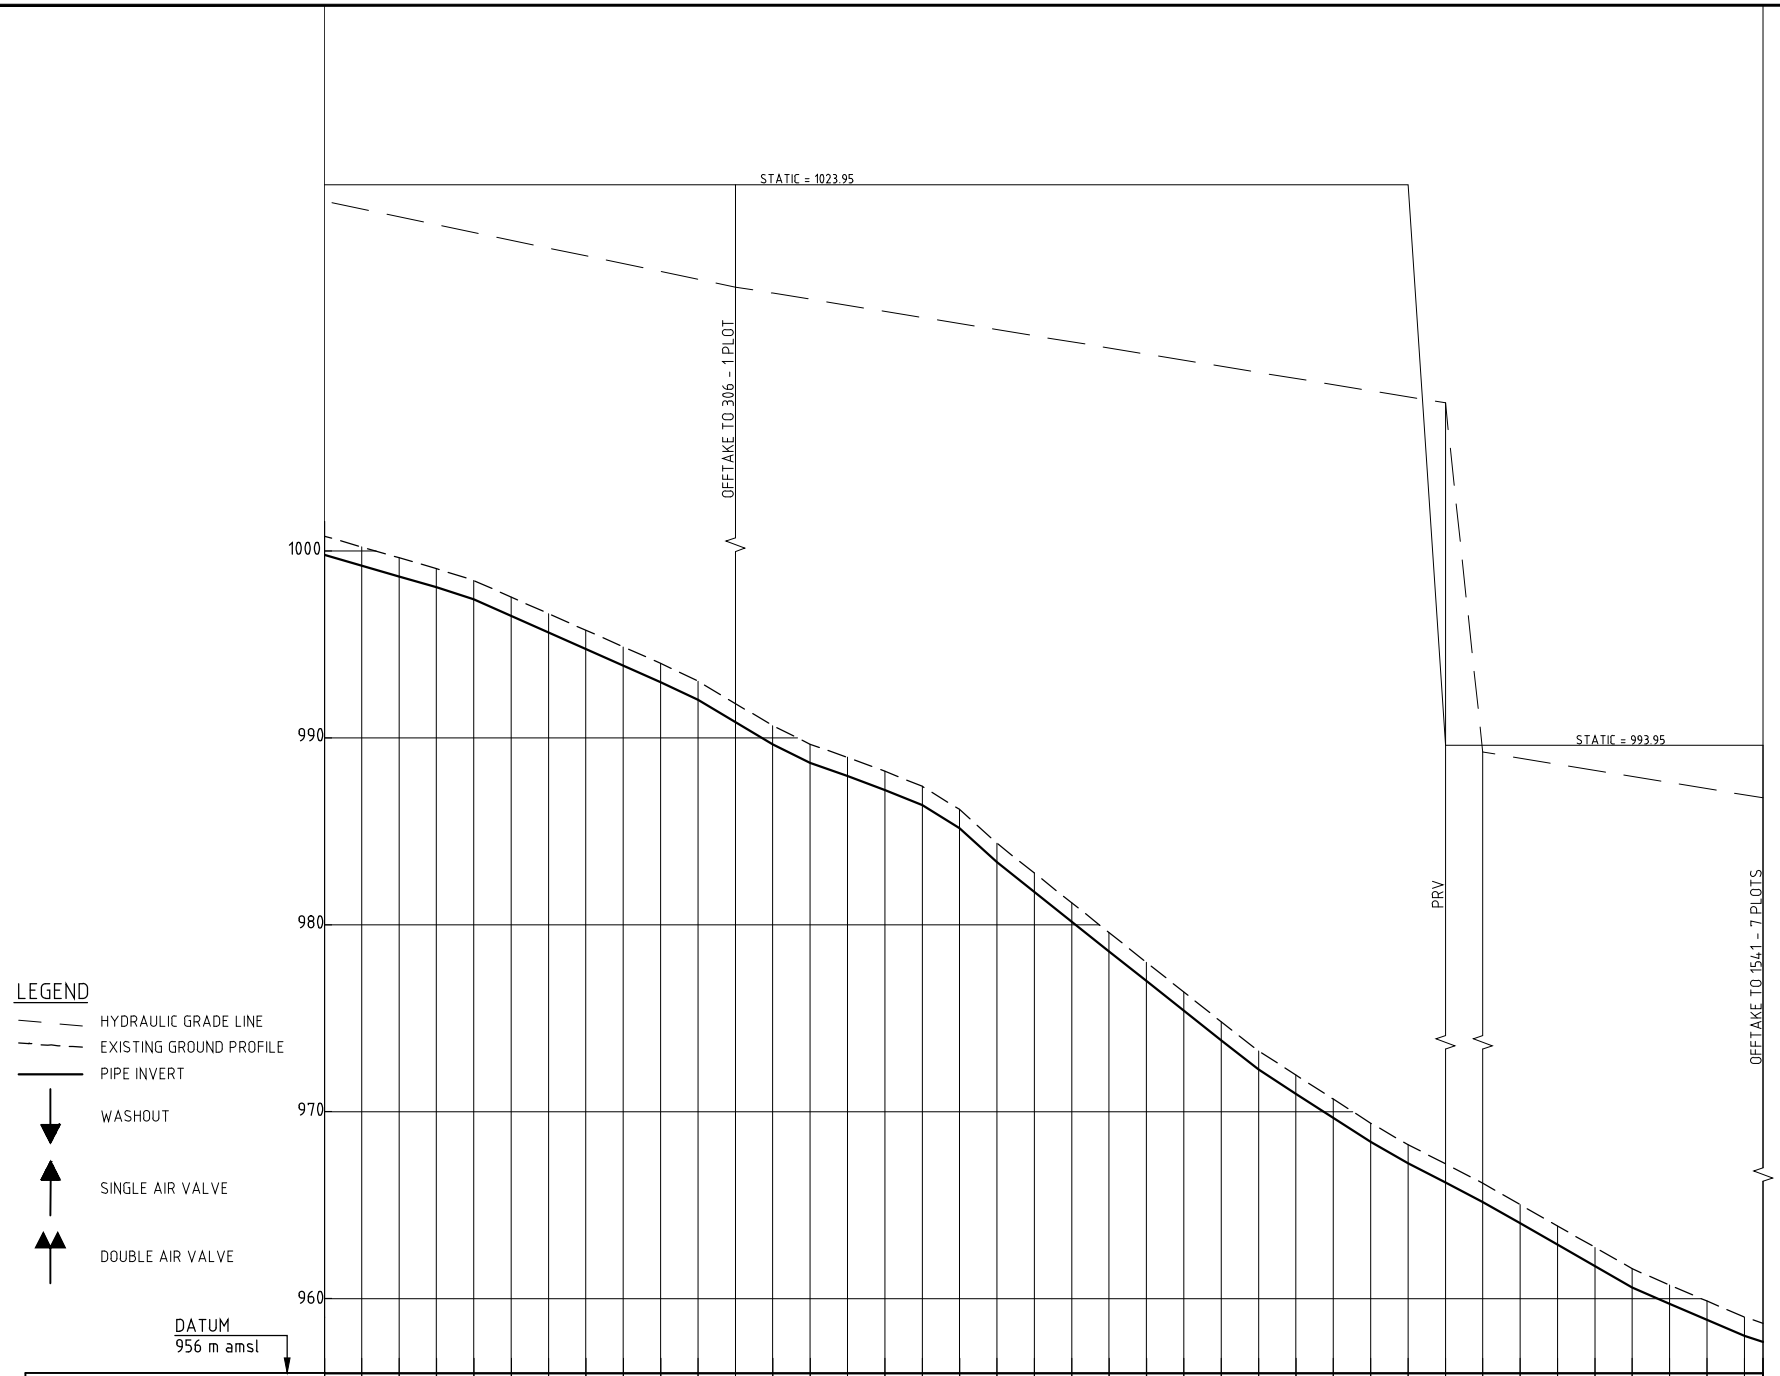 STATIC = 1023.95
OFFTAKE TO 306 - 1 PLOT
1000
990
STATIC = 993.95
980
PRV
OFFTAKE TO 1541 - 7 PLOTS
970
960
LEGEND
HYDRAULIC GRADE LINE
EXISTING GROUND PROFILE
PIPE INVERT
WASHOUT
SINGLE AIR VALVE
DOUBLE AIR VALVE
DATUM
956 m amsl